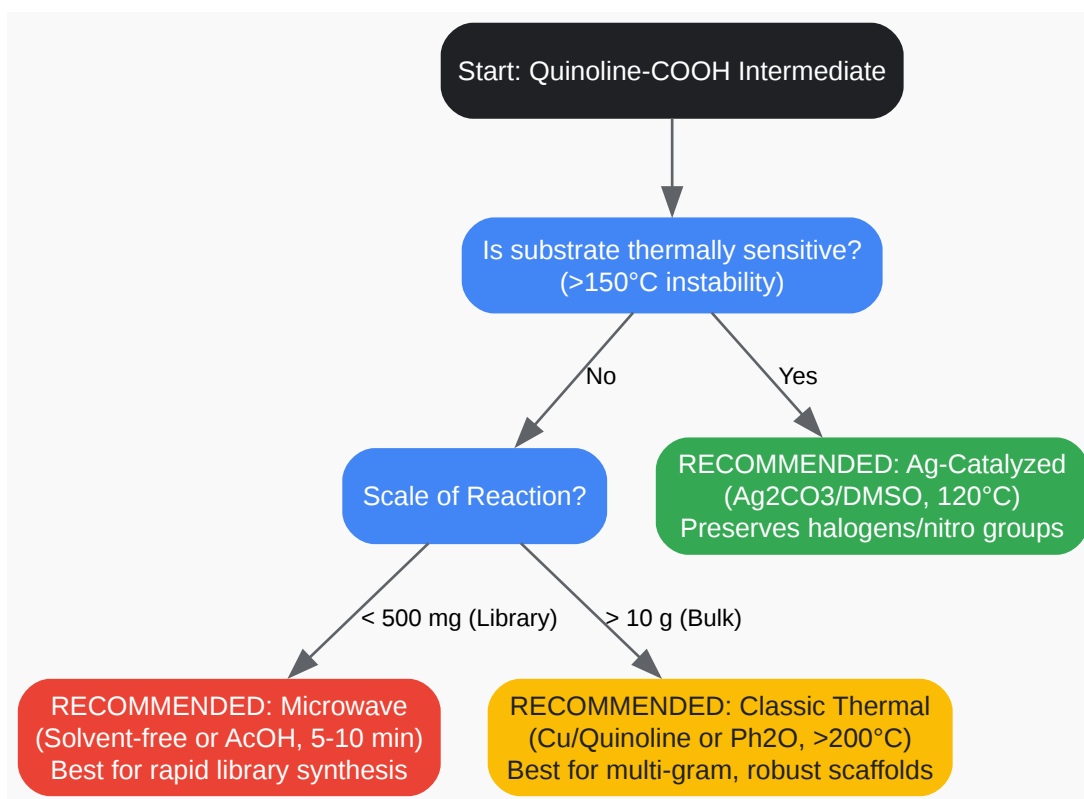 Start: Quinoline-COOH Intermediate
Is substrate thermally sensitive?
(>150°C instability)
No
Yes
Scale of Reaction?
RECOMMENDED: Ag-Catalyzed
(Ag2CO3/DMSO, 120°C)
Preserves halogens/nitro groups
< 500 mg (Library)
> 10 g (Bulk)
RECOMMENDED: Microwave
(Solvent-free or AcOH, 5-10 min)
Best for rapid library synthesis
RECOMMENDED: Classic Thermal
(Cu/Quinoline or Ph2O, >200°C)
Best for multi-gram, robust scaffolds